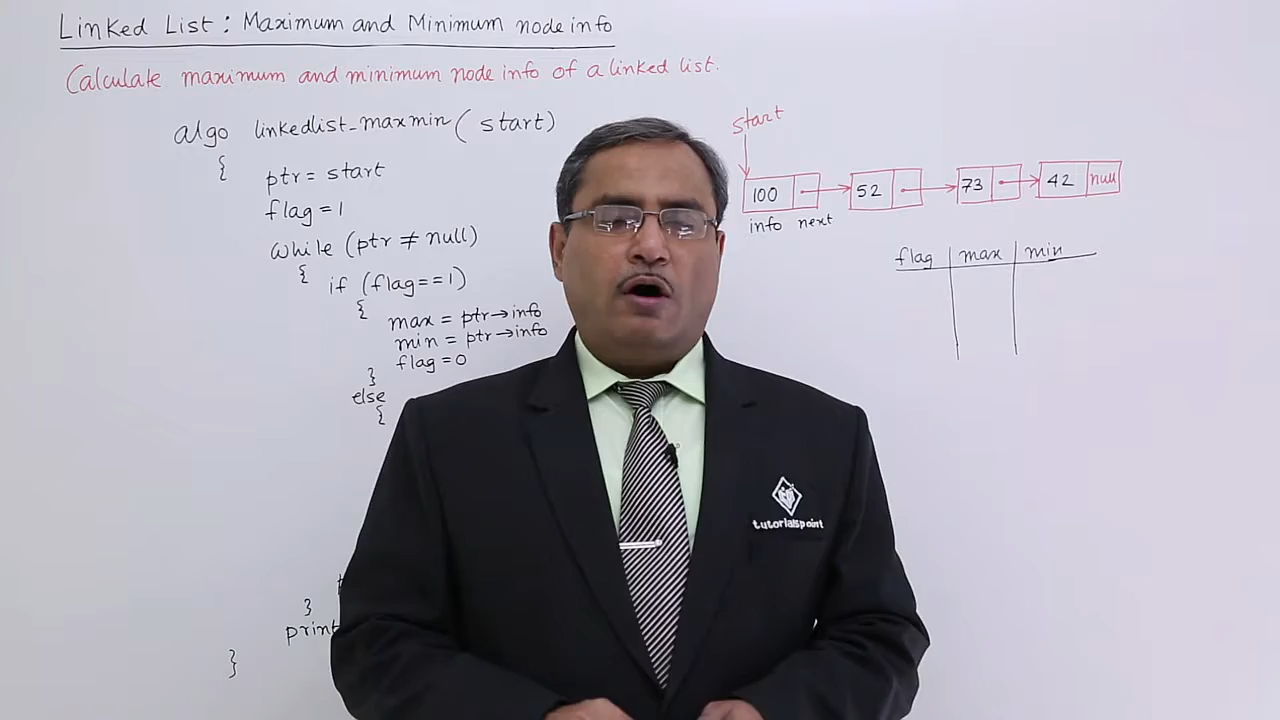 Linked List : Maximum and Minimum node info
Calculate maximum and minimum node info of a linked list.
algo linkedlist_maxmin( start)
{
ptr = start
flag = 1
while (ptr ≠ null)
{
if (flag==1)
{
max = ptr→info
min = ptr→info
flag = 0
}
else
{
}
print
}
start
100 52 73 42 null
info next
flag max min
tutorialspoint